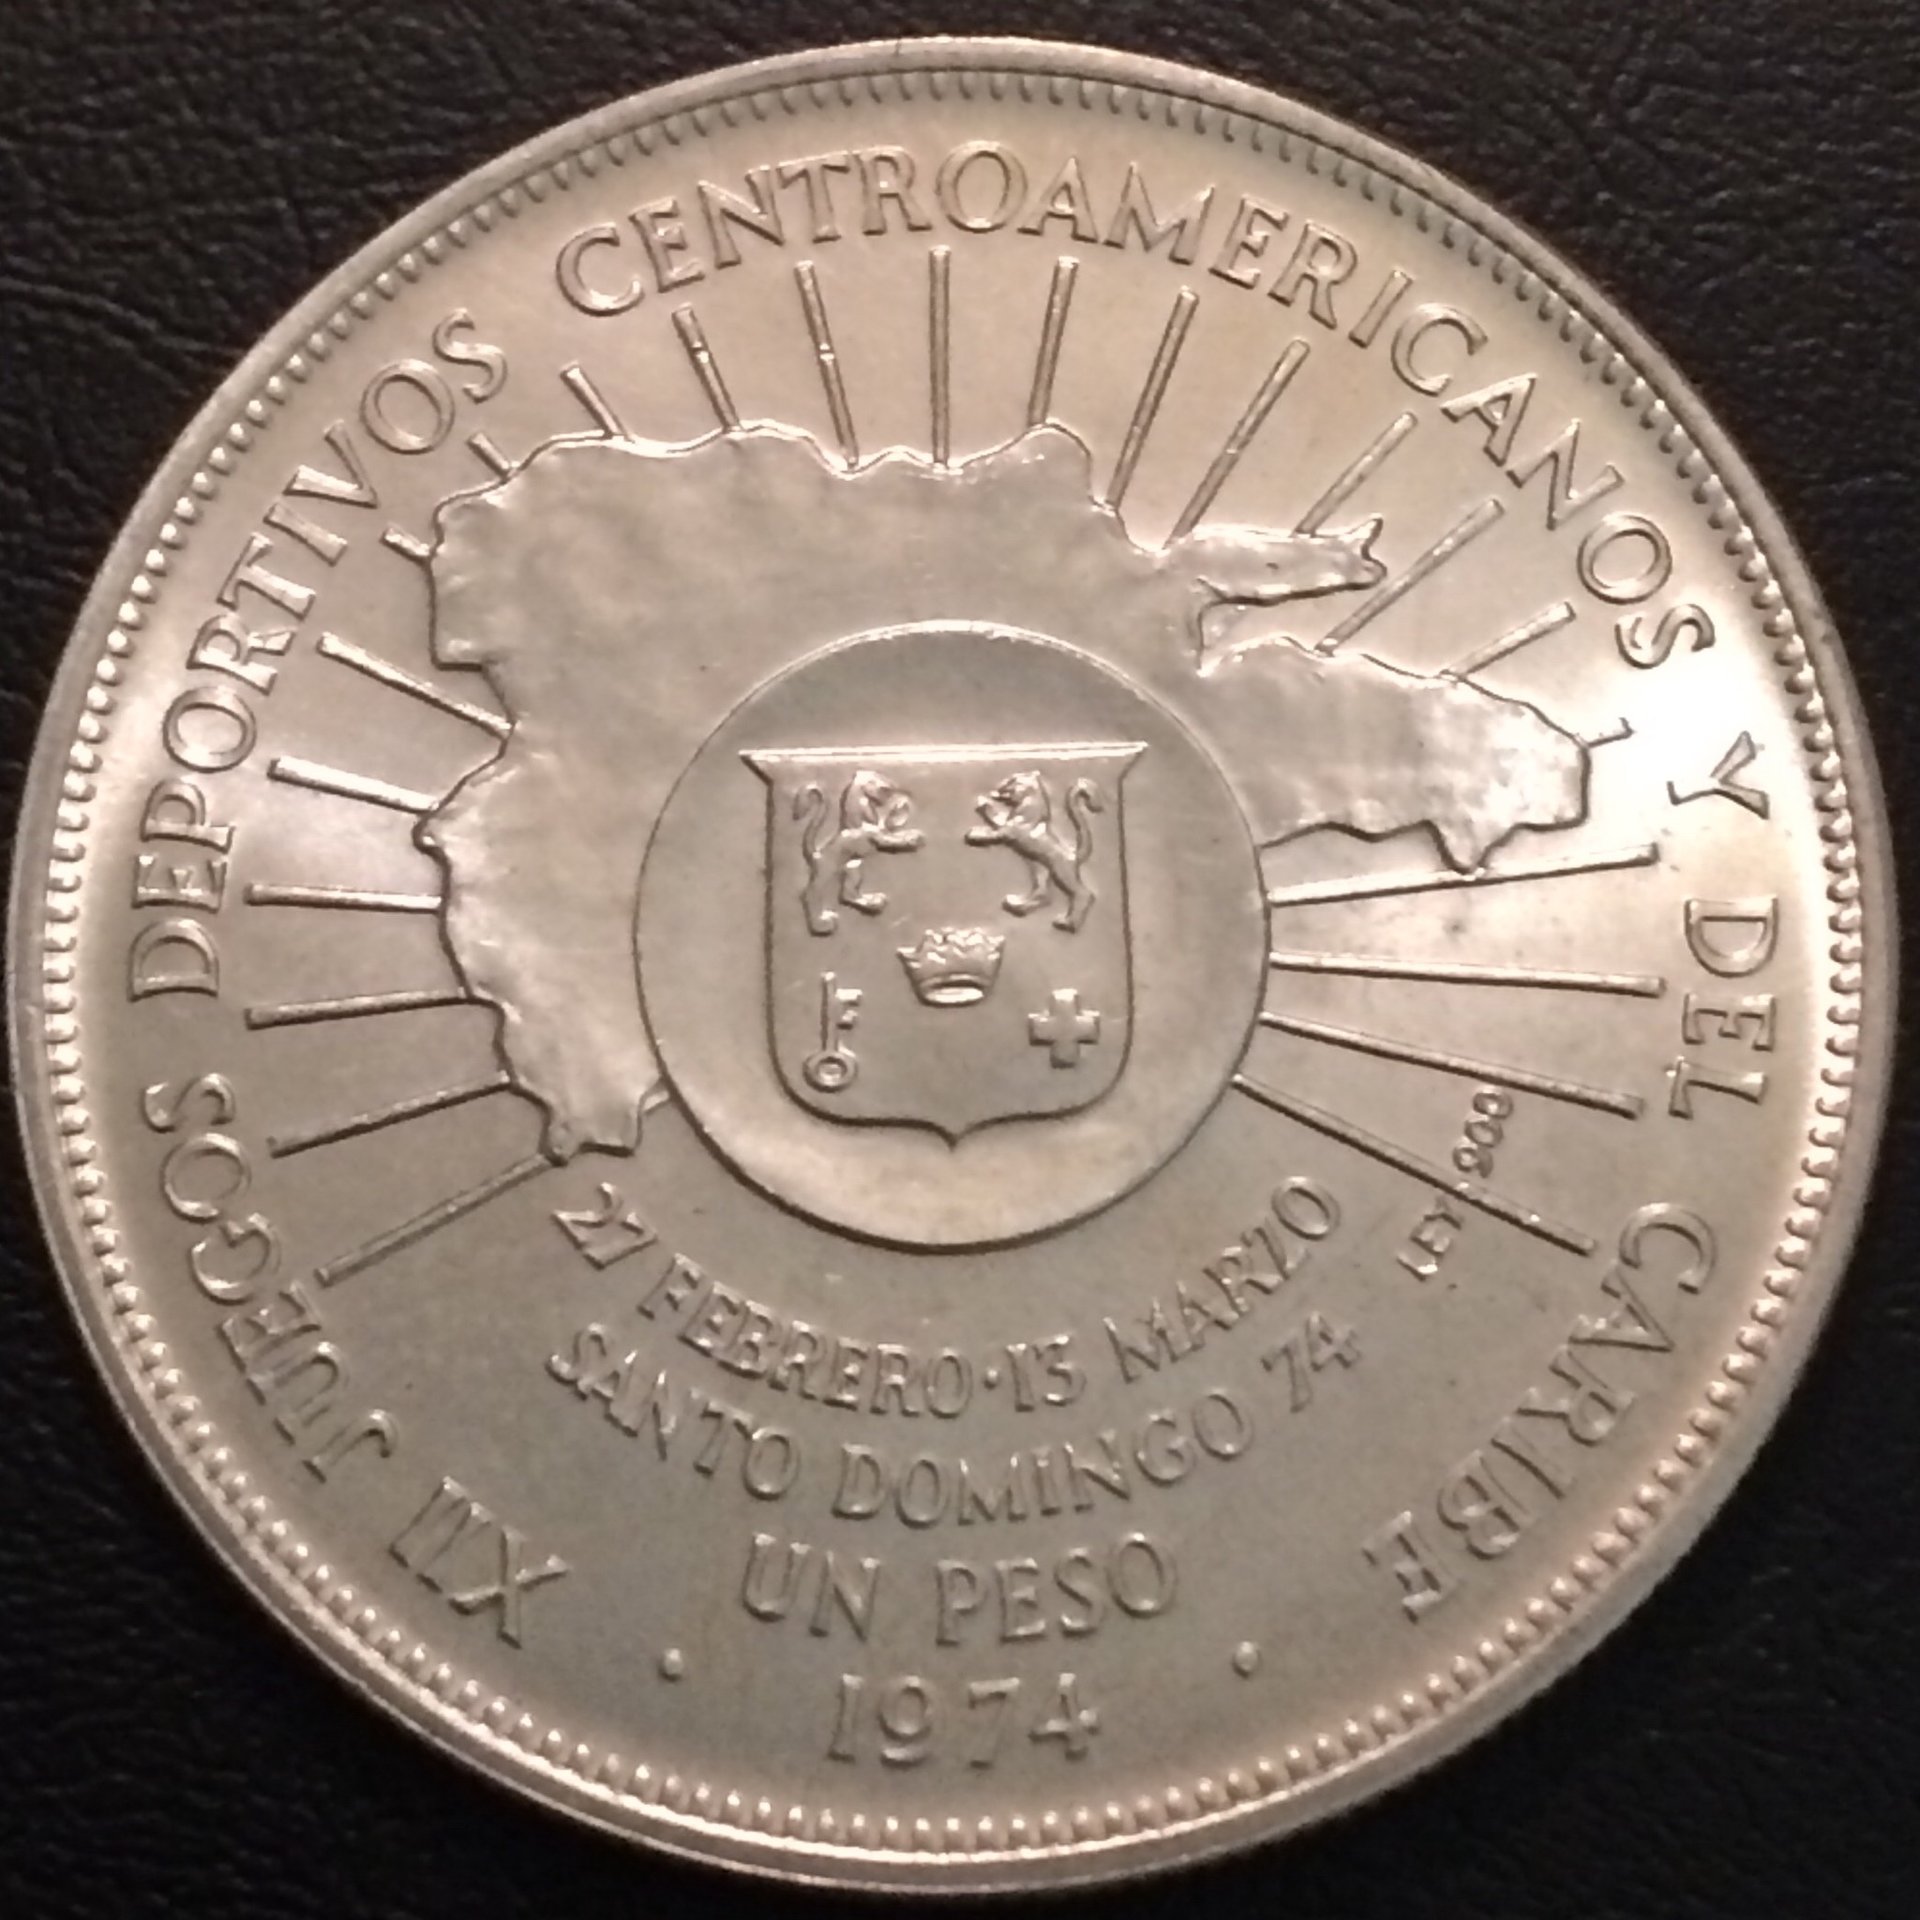 XII JUEGOS DEPORTIVOS CENTROAMERICANOS Y DEL CARIBE
27 FEBRERO · 13 MARZO
SANTO DOMINGO 74
UN PESO
· 1974 ·
LEY .900